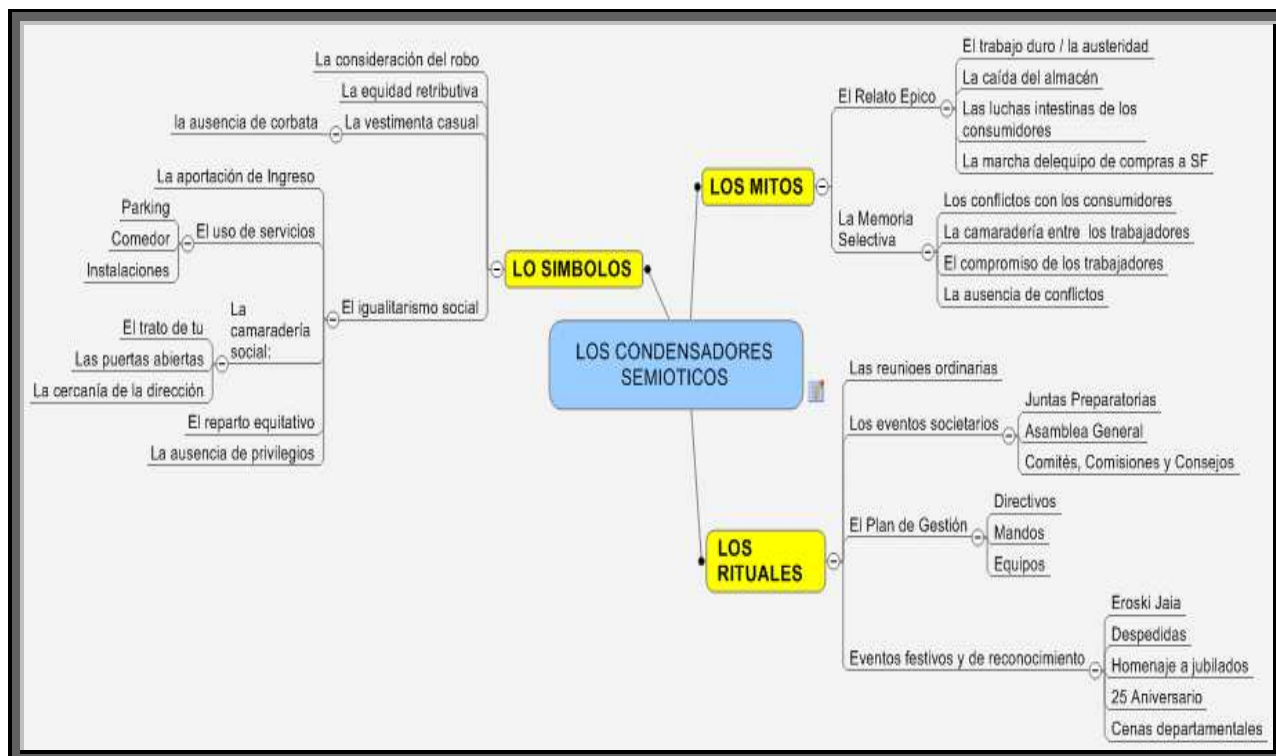 LOS CONDENSADORES
SEMIOTICOS
LO SIMBOLOS
La consideración del robo
La equidad retributiva
La vestimenta casual
la ausencia de corbata
El igualitarismo social
La aportación de Ingreso
El uso de servicios
Parking
Comedor
Instalaciones
La
camaradería
social:
El trato de tu
Las puertas abiertas
La cercanía de la dirección
El reparto equitativo
La ausencia de privilegios
LOS MITOS
El Relato Epico
El trabajo duro / la austeridad
La caída del almacén
Las luchas intestinas de los
consumidores
La marcha delequipo de compras a SF
La Memoria
Selectiva
Los conflictos con los consumidores
La camaradería entre los trabajadores
El compromiso de los trabajadores
La ausencia de conflictos
LOS
RITUALES
Las reunioes ordinarias
Los eventos societarios
Juntas Preparatorias
Asamblea General
Comités, Comisiones y Consejos
El Plan de Gestión
Directivos
Mandos
Equipos
Eventos festivos y de reconocimiento
Eroski Jaia
Despedidas
Homenaje a jubilados
25 Aniversario
Cenas departamentales